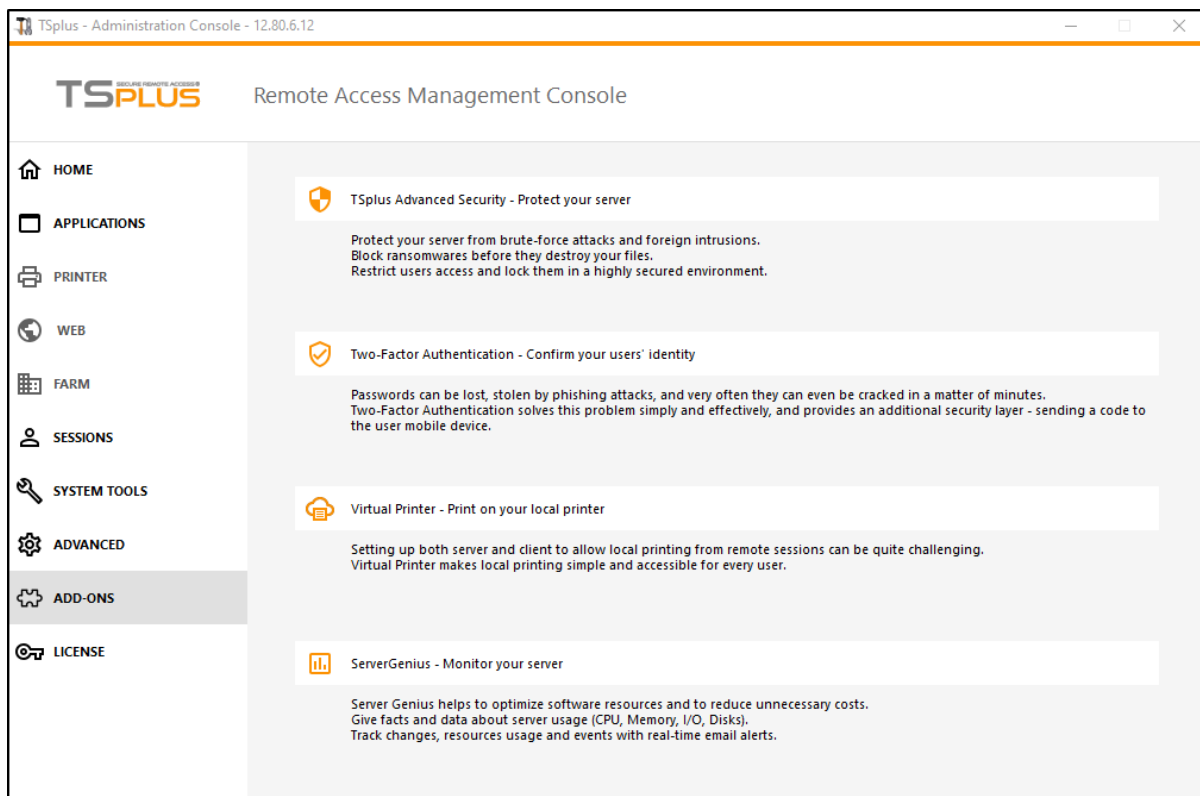 TSplus - Administration Console - 12.80.6.12
TSPLUS
SECURE REMOTE ACCESS®
Remote Access Management Console
HOME
APPLICATIONS
PRINTER
WEB
FARM
SESSIONS
SYSTEM TOOLS
ADVANCED
ADD-ONS
LICENSE
TSplus Advanced Security - Protect your server
Protect your server from brute-force attacks and foreign intrusions.
Block ransomwares before they destroy your files.
Restrict users access and lock them in a highly secured environment.
Two-Factor Authentication - Confirm your users' identity
Passwords can be lost, stolen by phishing attacks, and very often they can even be cracked in a matter of minutes.
Two-Factor Authentication solves this problem simply and effectively, and provides an additional security layer - sending a code to
the user mobile device.
Virtual Printer - Print on your local printer
Setting up both server and client to allow local printing from remote sessions can be quite challenging.
Virtual Printer makes local printing simple and accessible for every user.
ServerGenius - Monitor your server
Server Genius helps to optimize software resources and to reduce unnecessary costs.
Give facts and data about server usage (CPU, Memory, I/O, Disks).
Track changes, resources usage and events with real-time email alerts.